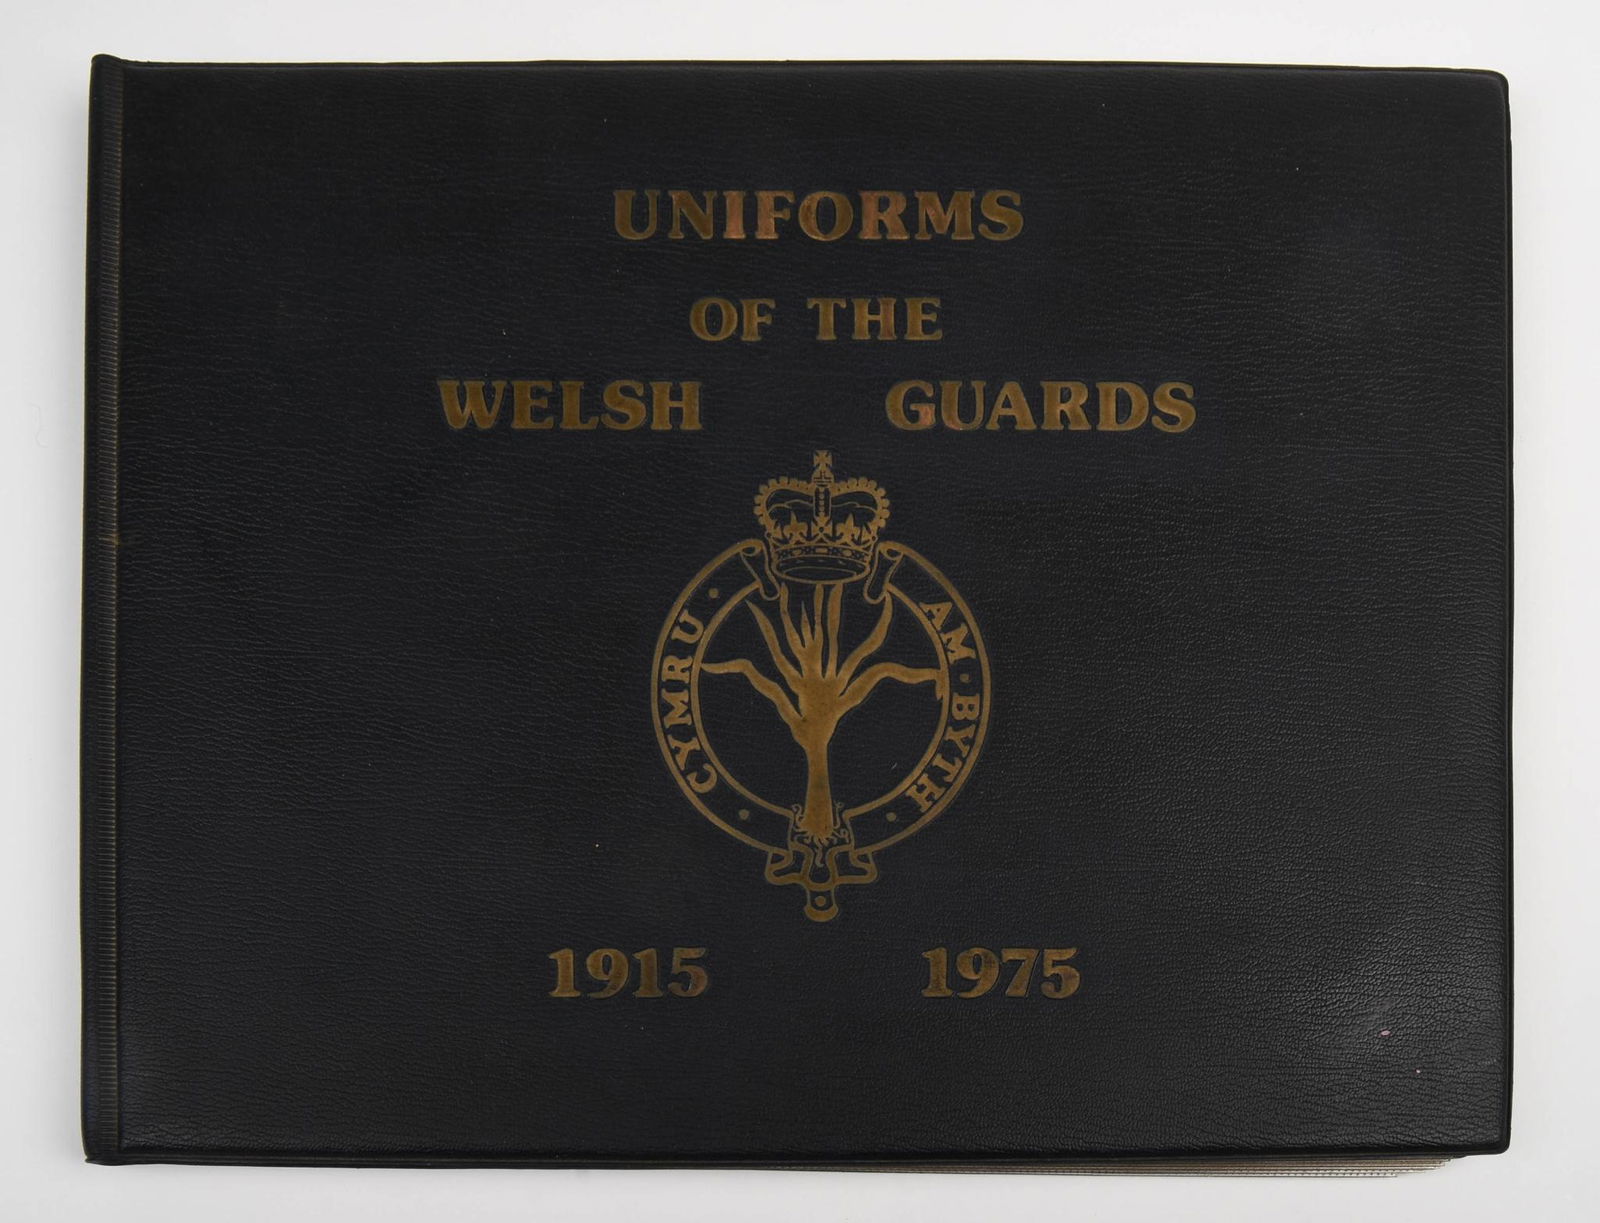 UNIFORMS
OF THE
WELSH GUARDS
CYMRU · AM · BYTH
1915 1975